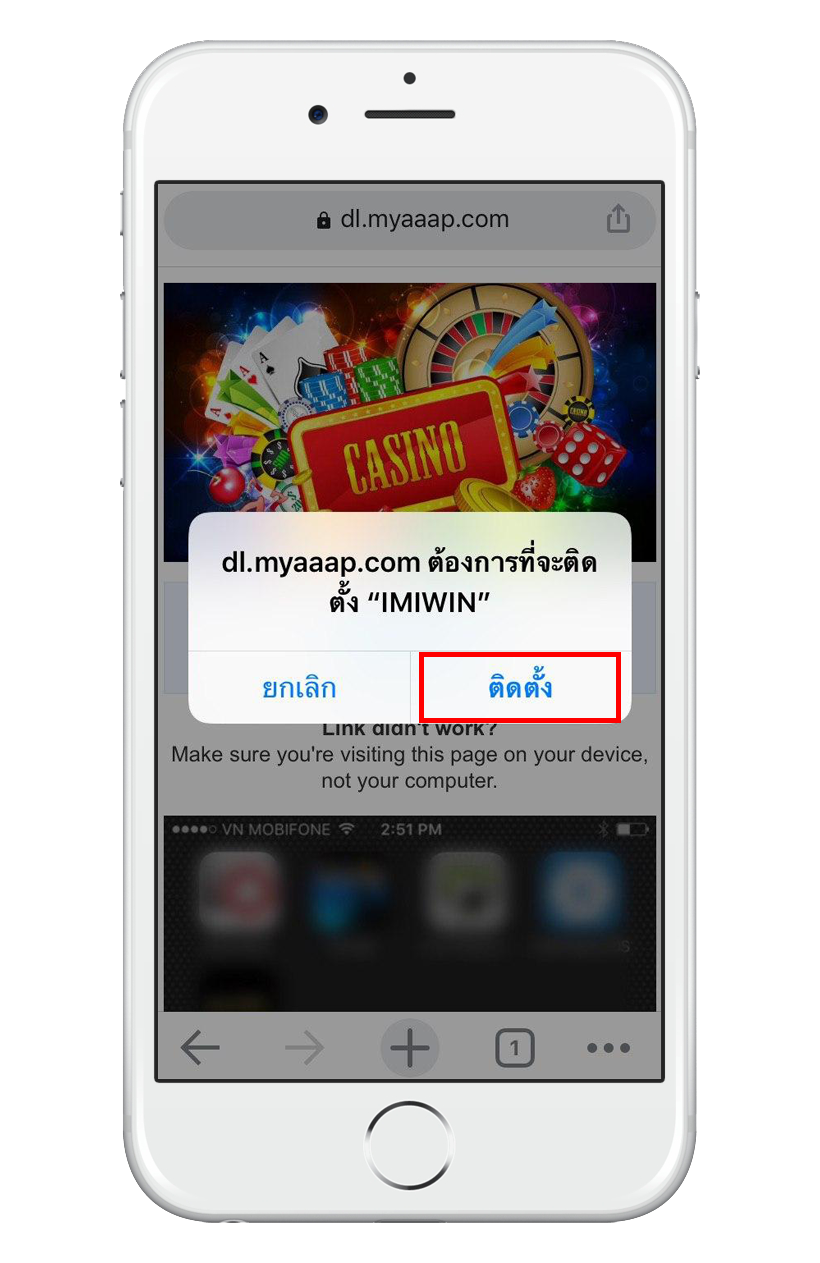 dl.myaaap.com
CASINO
CASINO
dl.myaaap.com ต้องการที่จะติด
ตั้ง “IMIWIN”
ยกเลิก
ติดตั้ง
Link didn't work?
Make sure you're visiting this page on your device,
not your computer.
VN MOBIFONE 2:51 PM
1